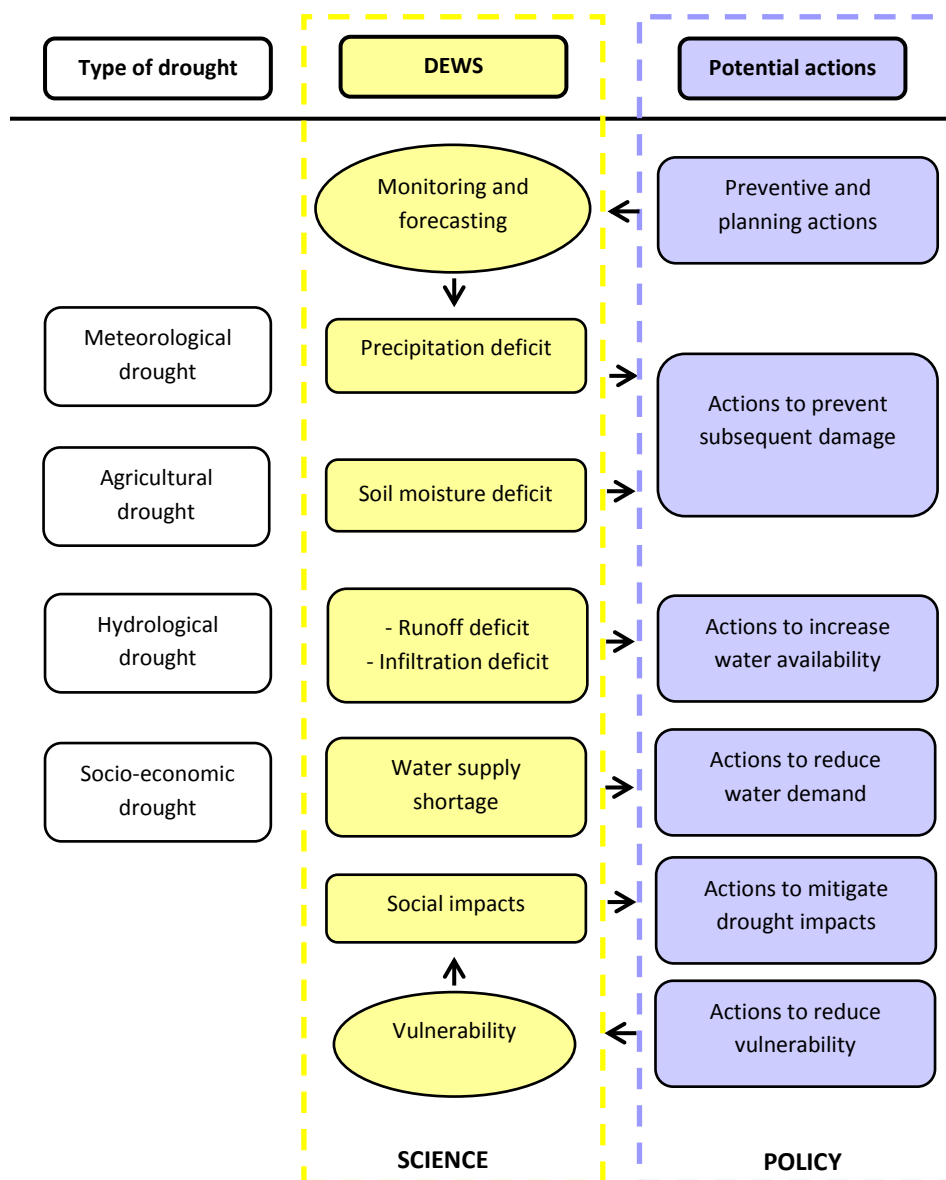 Type of drought
DEWS
Potential actions
Monitoring and
forecasting
Preventive and
planning actions
Meteorological
drought
Precipitation deficit
Actions to prevent
subsequent damage
Agricultural
drought
Soil moisture deficit
Hydrological
drought
- Runoff deficit
- Infiltration deficit
Actions to increase
water availability
Socio-economic
drought
Water supply
shortage
Actions to reduce
water demand
Social impacts
Actions to mitigate
drought impacts
Vulnerability
Actions to reduce
vulnerability
SCIENCE
POLICY